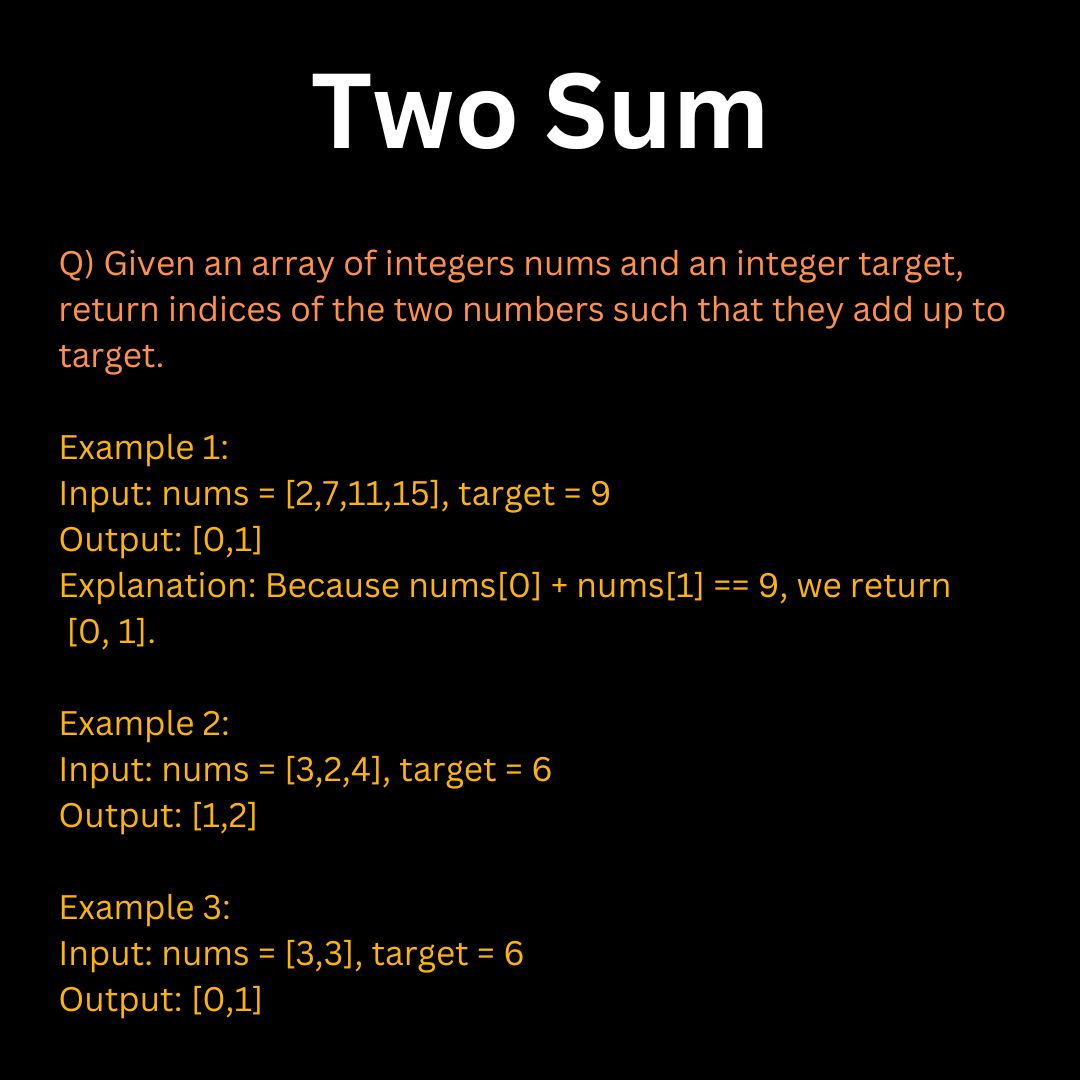 Two Sum
Q) Given an array of integers nums and an integer target,
return indices of the two numbers such that they add up to
target.
Example 1:
Input: nums = [2,7,11,15], target = 9
Output: [0,1]
Explanation: Because nums[0] + nums[1] == 9, we return
[0, 1].
Example 2:
Input: nums = [3,2,4], target = 6
Output: [1,2]
Example 3:
Input: nums = [3,3], target = 6
Output: [0,1]